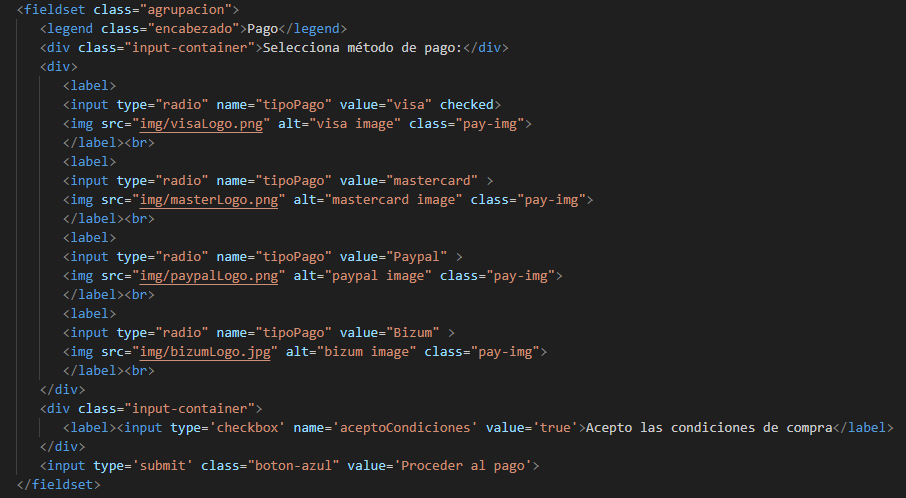 <fieldset class="agrupacion">
<legend class="encabezado">Pago</legend>
<div class="input-container">Selecciona método de pago:</div>
<div>
<label>
<input type="radio" name="tipoPago" value="visa" checked>
<img src="img/visaLogo.png" alt="visa image" class="pay-img">
</label><br>
<label>
<input type="radio" name="tipoPago" value="mastercard" >
<img src="img/masterLogo.png" alt="mastercard image" class="pay-img">
</label><br>
<label>
<input type="radio" name="tipoPago" value="Paypal" >
<img src="img/paypalLogo.png" alt="paypal image" class="pay-img">
</label><br>
<label>
<input type="radio" name="tipoPago" value="Bizum" >
<img src="img/bizumLogo.jpg" alt="bizum image" class="pay-img">
</label><br>
</div>
<div class="input-container">
<label><input type='checkbox' name='aceptoCondiciones' value='true'>Acepto las condiciones de compra</label>
</div>
<input type='submit' class="boton-azul" value='Proceder al pago'>
</fieldset>